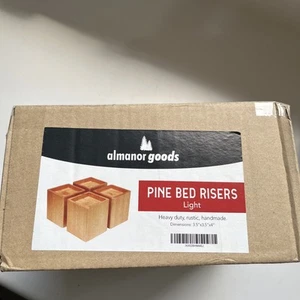 almanor goods
PINE BED RISERS
Light
Heavy duty, rustic, handmade.